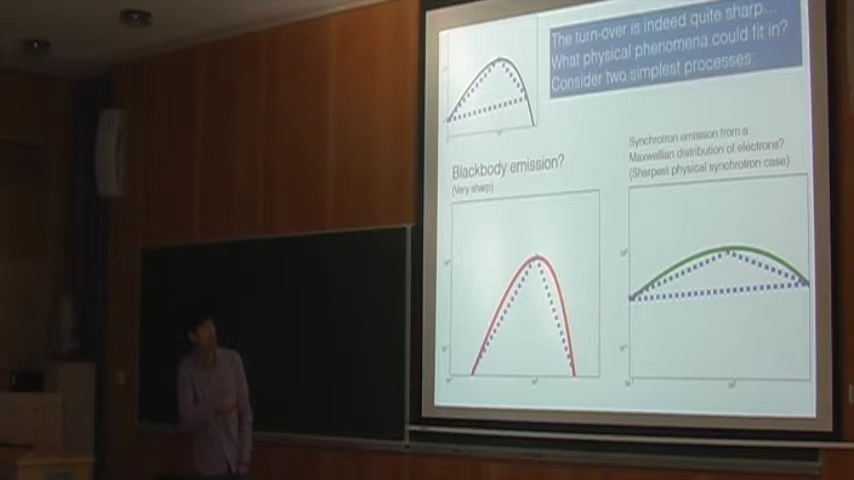 The turn-over is indeed quite sharp...
What physical phenomena could fit in?
Consider two simplest processes
Blackbody emission?
(Very sharp)
Synchrotron emission from a
Maxwellian distribution of electrons?
(Sharpest physical synchrotron case)